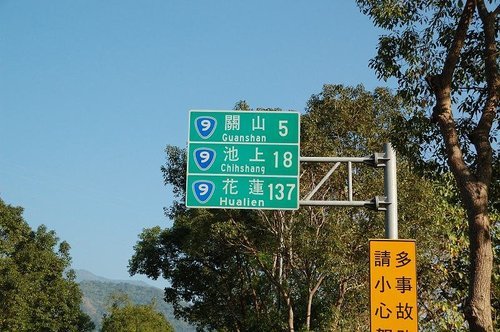 9 關山 5
Guanshan
9 池上 18
Chihshang
9 花蓮 137
Hualien
多事故
請小心駕